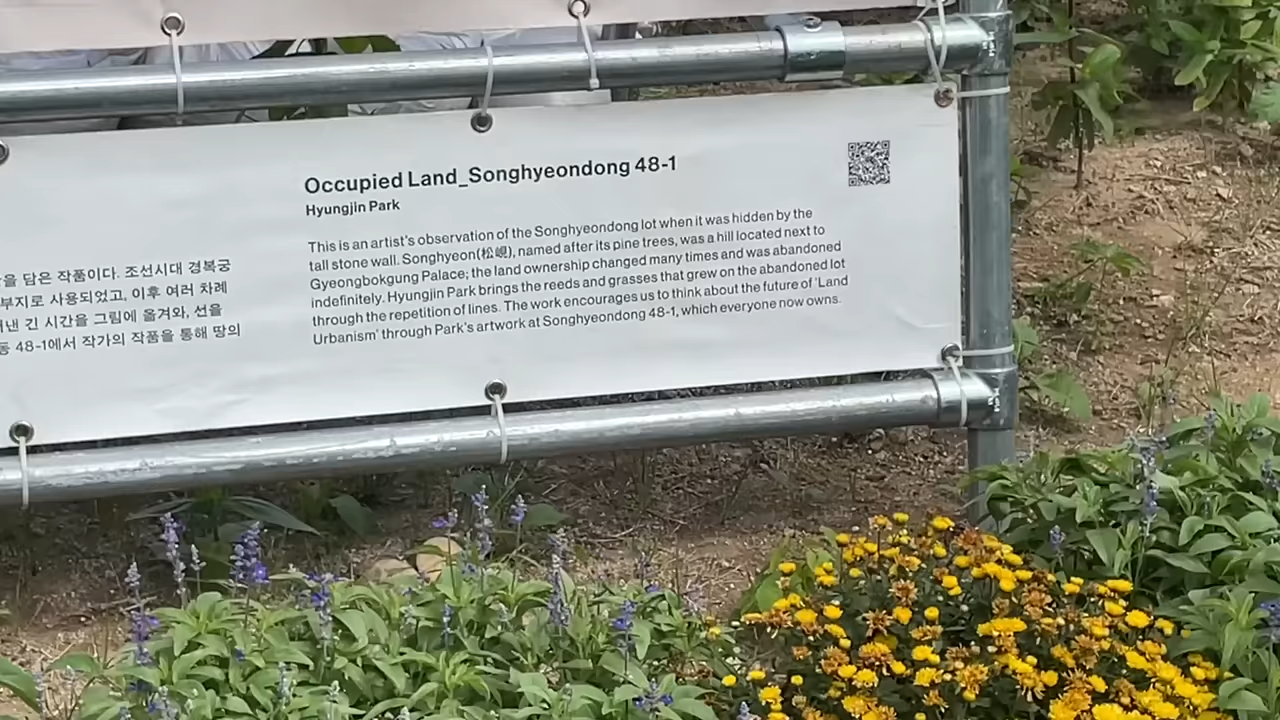 Occupied Land_Songhyeondong 48-1
Hyungjin Park
This is an artist's observation of the Songhyeondong lot when it was hidden by the
tall stone wall. Songhyeon(松峴), named after its pine trees, was a hill located next to
Gyeongbokgung Palace; the land ownership changed many times and was abandoned
indefinitely. Hyungjin Park brings the reeds and grasses that grew on the abandoned lot
through the repetition of lines. The work encourages us to think about the future of 'Land
Urbanism' through Park's artwork at Songhyeondong 48-1, which everyone now owns.
을 담은 작품이다. 조선시대 경복궁
부지로 사용되었고, 이후 여러 차례
낸 긴 시간을 그림에 옮겨와, 선을
48-1에서 작가의 작품을 통해 땅의